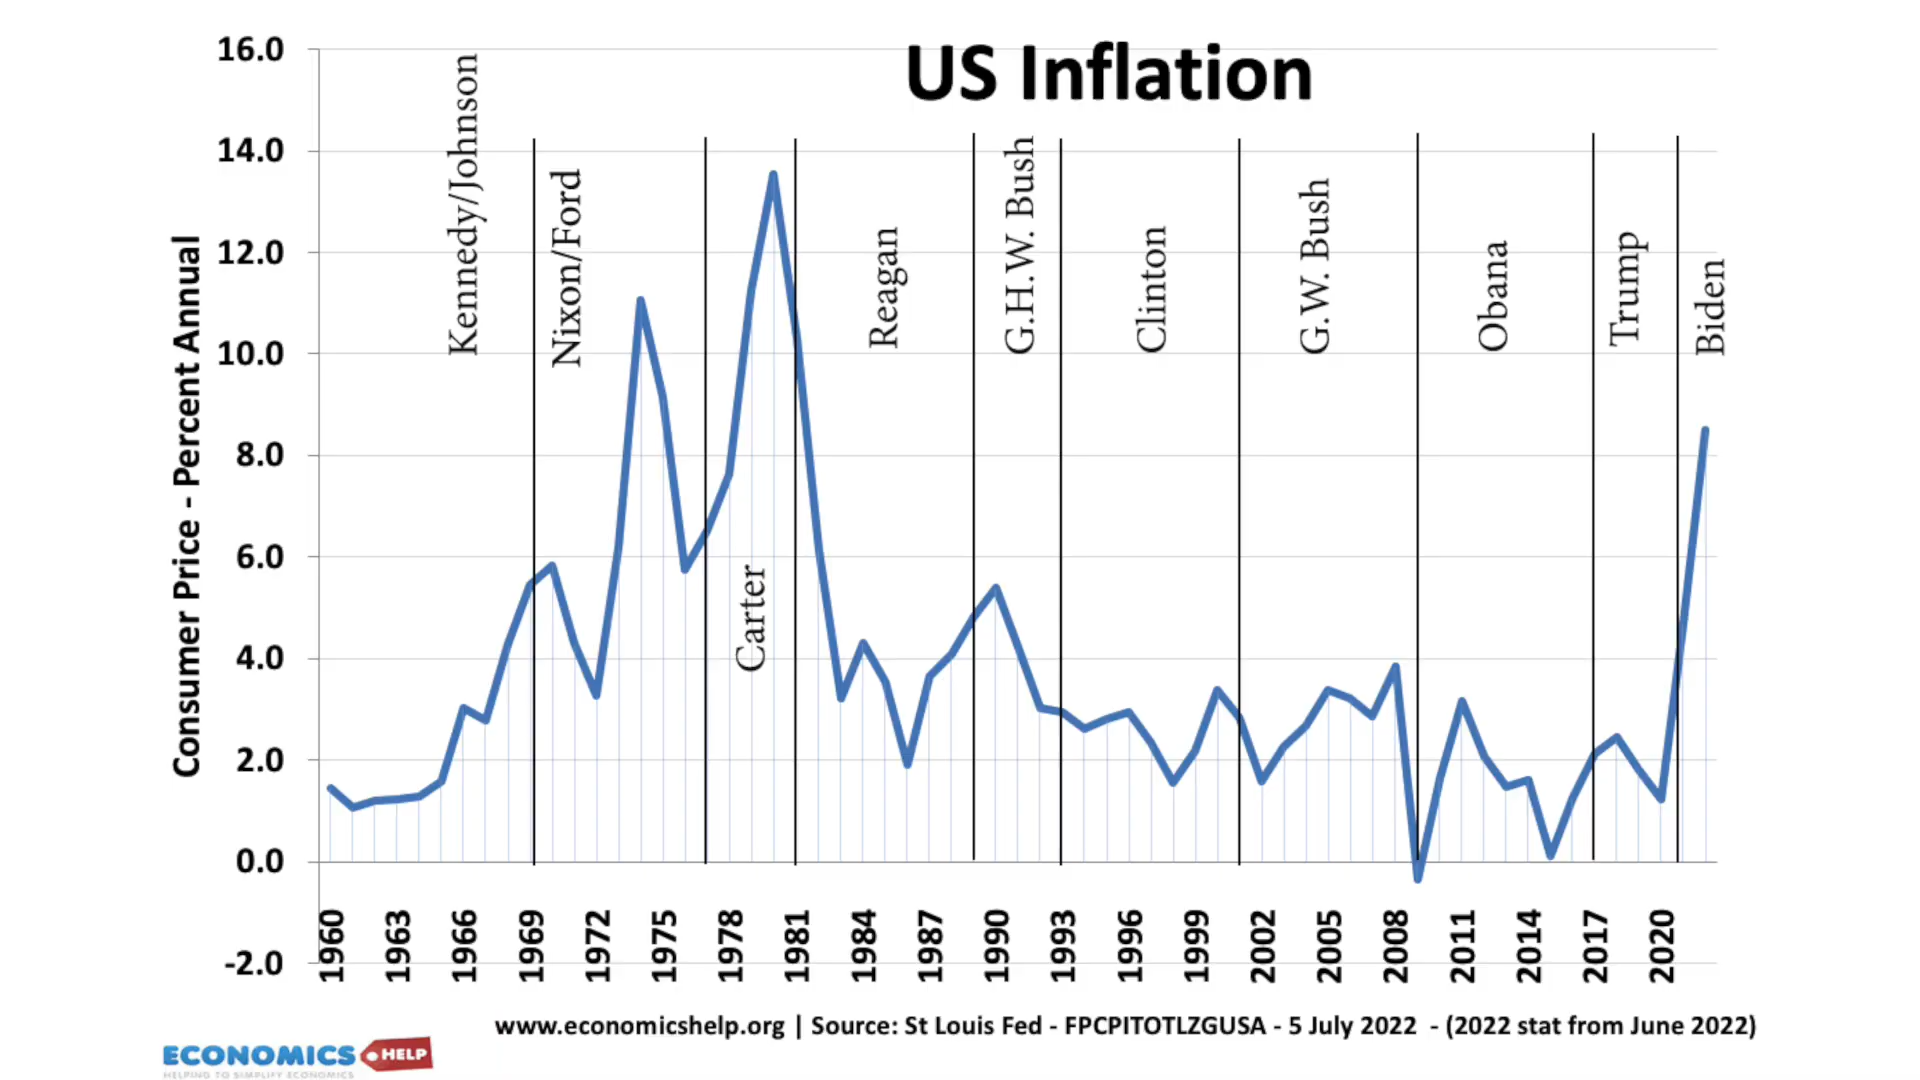 US Inflation
Consumer Price - Percent Annual
16.0
14.0
12.0
10.0
8.0
6.0
4.0
2.0
0.0
-2.0
Kennedy/Johnson
Nixon/Ford
Carter
Reagan
G.H.W. Bush
Clinton
G.W. Bush
Obana
Trump
Biden
1960
1963
1966
1969
1972
1975
1978
1981
1984
1987
1990
1993
1996
1999
2002
2005
2008
2011
2014
2017
2020
www.economicshelp.org | Source: St Louis Fed - FPCPITOTLZGUSA - 5 July 2022 - (2022 stat from June 2022)
ECONOMICS HELP
HELPING TO SIMPLIFY ECONOMICS